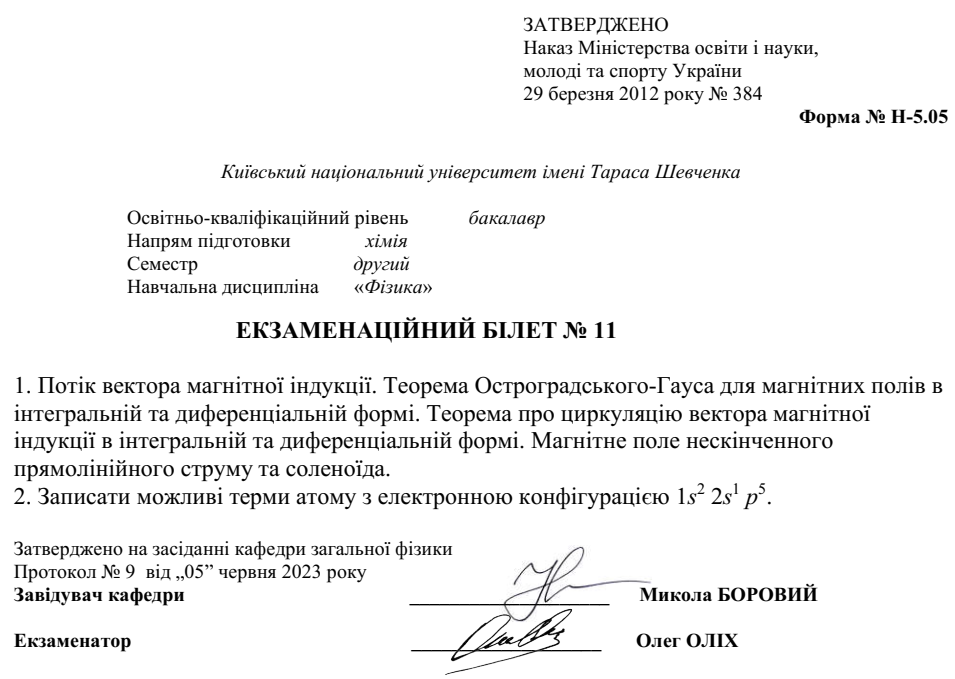 ЗАТВЕРДЖЕНО
Наказ Міністерства освіти і науки,
молоді та спорту України
29 березня 2012 року № 384
Форма № Н-5.05
Київський національний університет імені Тараса Шевченка
Освітньо-кваліфікаційний рівень бакалавр
Напрям підготовки хімія
Семестр другий
Навчальна дисципліна «Фізика»
ЕКЗАМЕНАЦІЙНИЙ БІЛЕТ № 11
1. Потік вектора магнітної індукції. Теорема Остроградського-Гауса для магнітних полів в
інтегральній та диференціальній формі. Теорема про циркуляцію вектора магнітної
індукції в інтегральній та диференціальній формі. Магнітне поле нескінченного
прямолінійного струму та соленоїда.
2. Записати можливі терми атому з електронною конфігурацією 1s² 2s¹ p⁵.
Затверджено на засіданні кафедри загальної фізики
Протокол № 9 від „05” червня 2023 року
Завідувач кафедри ____________________ Микола БОРОВИЙ
Екзаменатор ____________________ Олег ОЛІХ